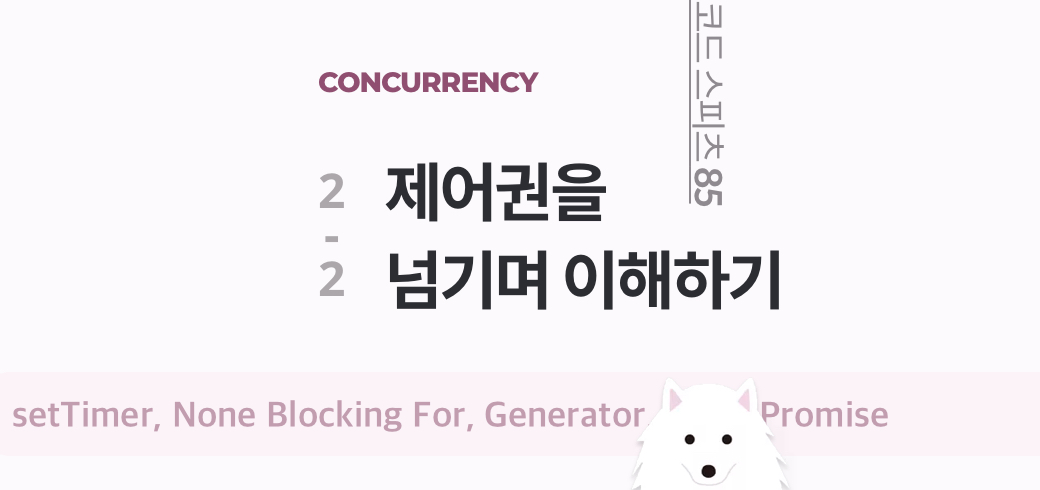 코드 스피츠 85
CONCURRENCY
2-2
제어권을
넘기며 이해하기
setTimer, None Blocking For, Generator, Promise